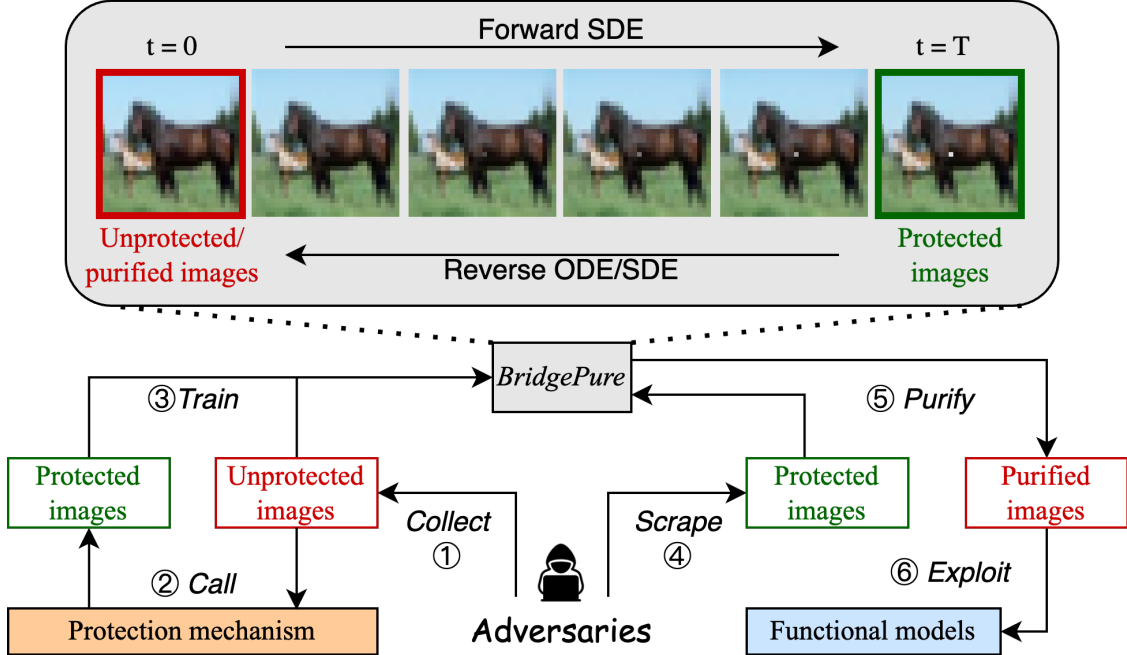 Forward SDE
t = 0
t = T
Unprotected/
purified images
Protected
images
Reverse ODE/SDE
BridgePure
③Train
⑤ Purify
Protected
images
Unprotected
images
Protected
images
Purified
images
Collect
①
Scrape
④
② Call
⑥ Exploit
Protection mechanism
Adversaries
Functional models